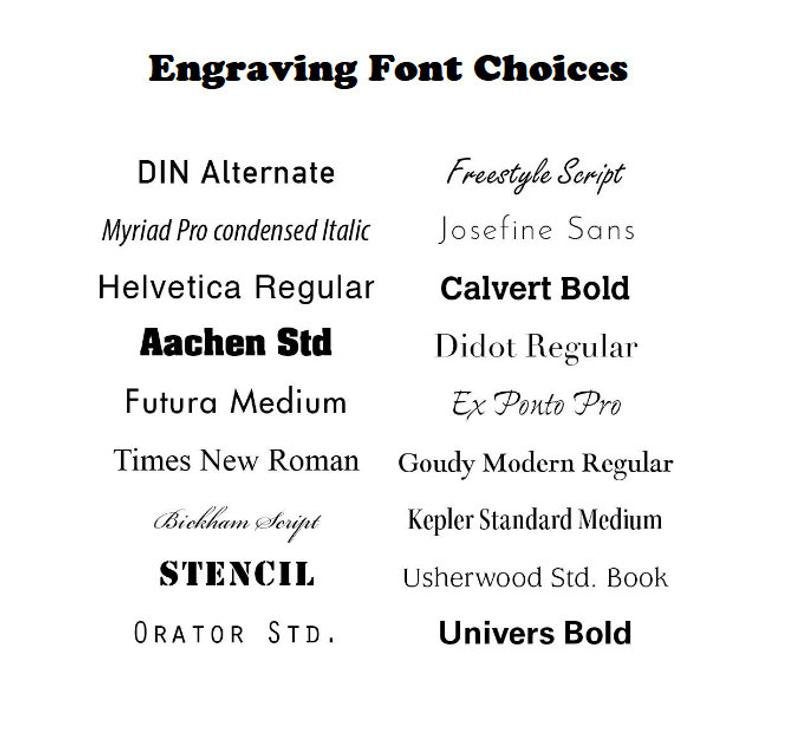 Engraving Font Choices
DIN Alternate
Myriad Pro condensed Italic
Helvetica Regular
Aachen Std
Futura Medium
Times New Roman
Bickham Script
STENCIL
ORATOR STD.
Freestyle Script
Josefine Sans
Calvert Bold
Didot Regular
Ex Ponto Pro
Goudy Modern Regular
Kepler Standard Medium
Usherwood Std. Book
Univers Bold